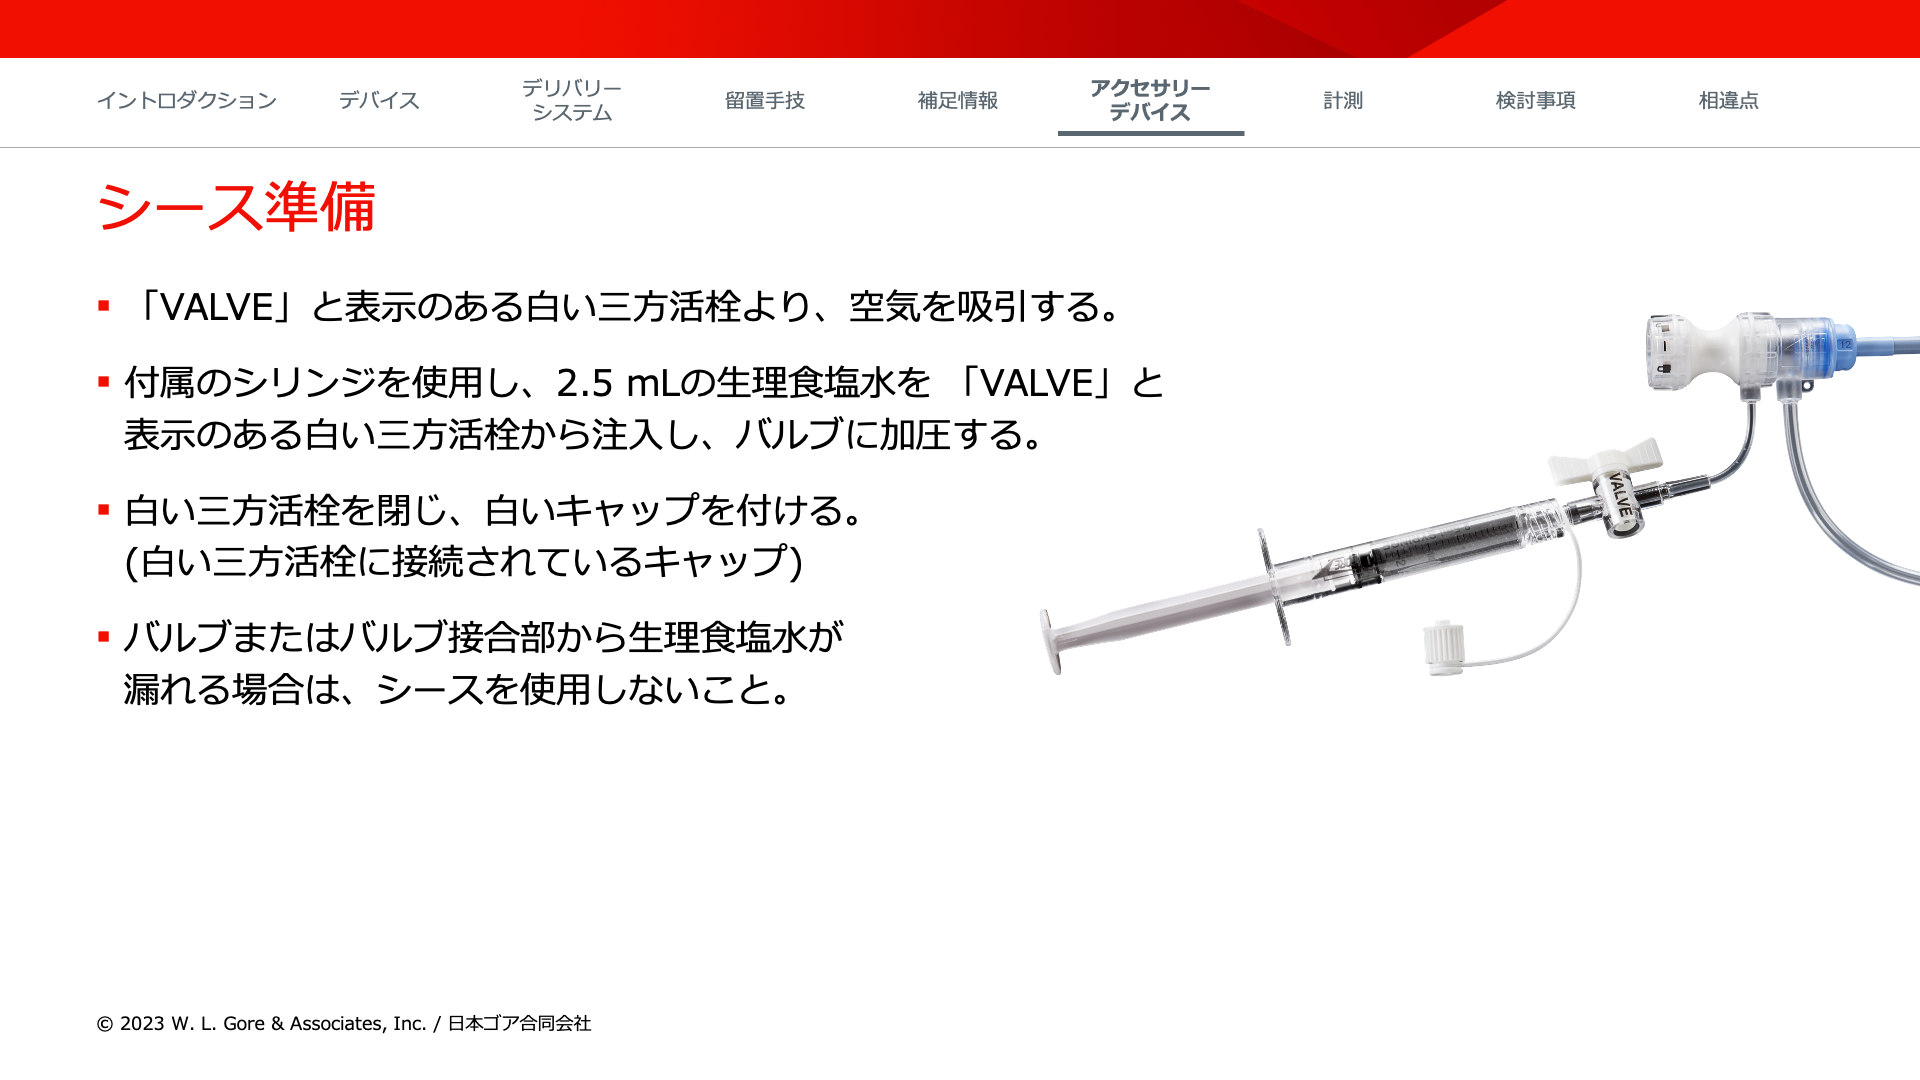 イントロダクション
デバイス
デリバリー
システム
留置手技
補足情報
アクセサリー
デバイス
計測
検討事項
相違点
シース準備
▪ 「VALVE」と表示のある白い三方活栓より、空気を吸引する。
▪ 付属のシリンジを使用し、2.5 mLの生理食塩水を 「VALVE」と
表示のある白い三方活栓から注入し、バルブに加圧する。
▪ 白い三方活栓を閉じ、白いキャップを付ける。
(白い三方活栓に接続されているキャップ)
▪ バルブまたはバルブ接合部から生理食塩水が
漏れる場合は、シースを使用しないこと。
VALVE
12
© 2023 W. L. Gore & Associates, Inc. / 日本ゴア合同会社